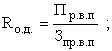 Rо.д. = Пр.в.п / Зпр.в.п ;